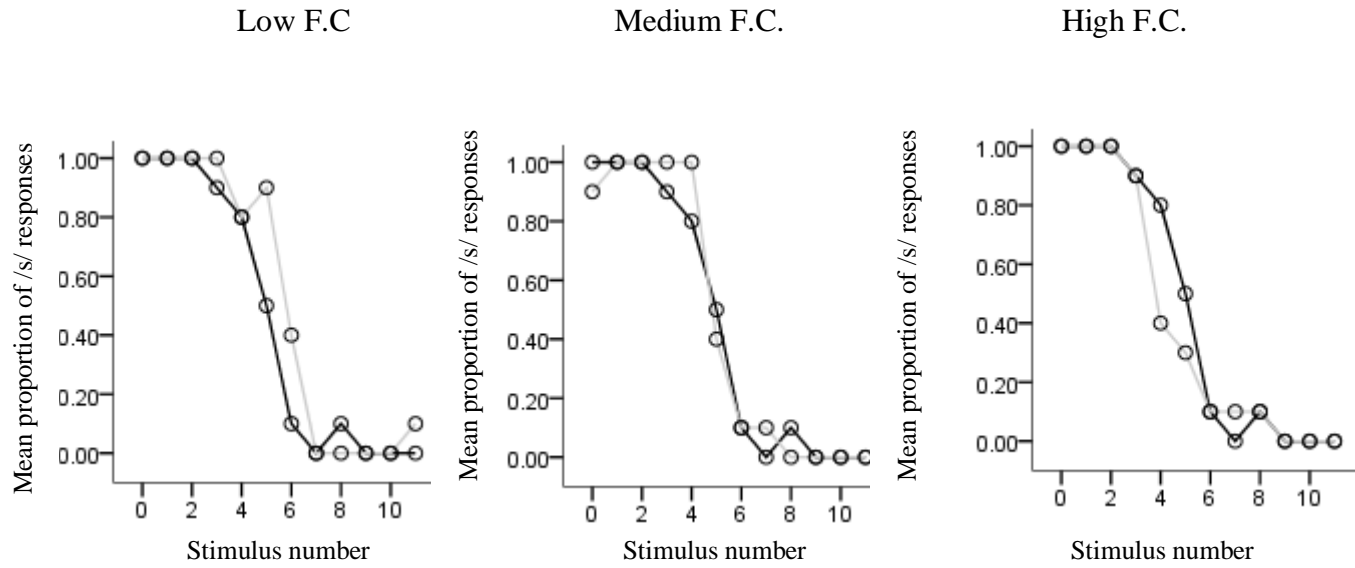 Low F.C
Medium F.C.
High F.C.
Mean proportion of /s/ responses
1.00
0.80
0.60
0.40
0.20
0.00
0 2 4 6 8 10
Stimulus number
Mean proportion of /s/ responses
1.00
0.80
0.60
0.40
0.20
0.00
0 2 4 6 8 10
Stimulus number
Mean proportion of /s/ responses
1.00
0.80
0.60
0.40
0.20
0.00
0 2 4 6 8 10
Stimulus number